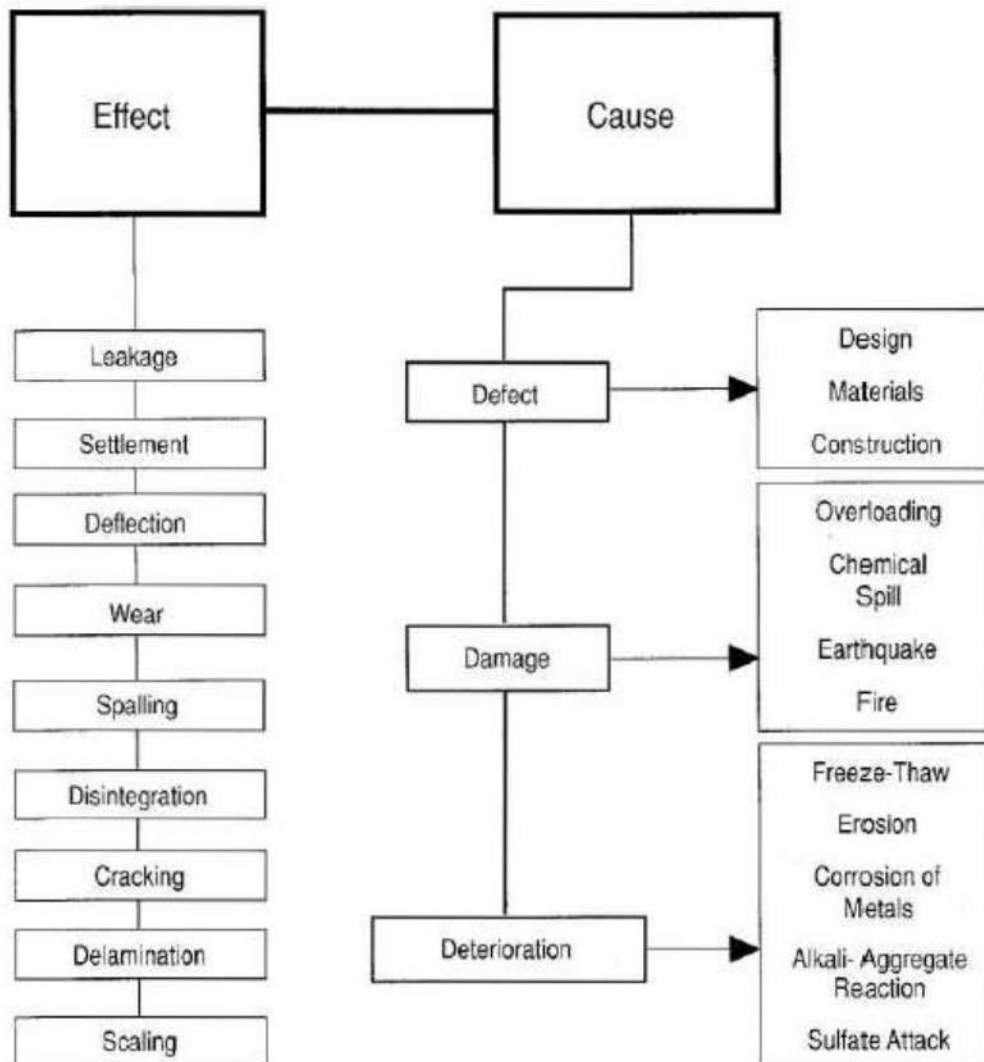 Effect
Cause
Leakage
Settlement
Deflection
Wear
Spalling
Disintegration
Cracking
Delamination
Scaling
Defect
Damage
Deterioration
Design
Materials
Construction
Overloading
Chemical
Spill
Earthquake
Fire
Freeze-Thaw
Erosion
Corrosion of
Metals
Alkali- Aggregate
Reaction
Sulfate Attack